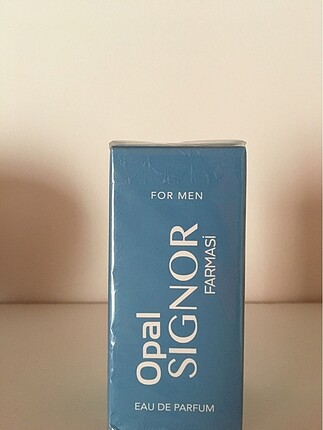 FOR MEN
Opal
SIGNOR
FARMASİ
EAU DE PARFUM